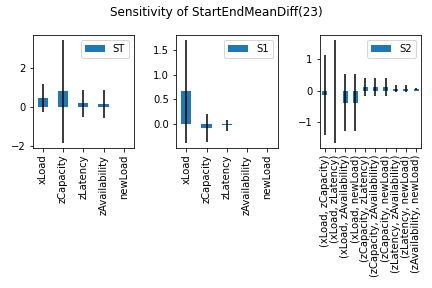 Sensitivity of StartEndMeanDiff(23)
ST
2
0
−2
xLoad
zCapacity
zLatency
zAvailability
newLoad
S1
1.5
1.0
0.5
0.0
xLoad
zCapacity
zLatency
zAvailability
newLoad
S2
1
0
−1
(xLoad, zCapacity)
(xLoad, zLatency)
(xLoad, zAvailability)
(xLoad, newLoad)
(zCapacity, zLatency)
(zCapacity, zAvailability)
(zCapacity, newLoad)
(zLatency, zAvailability)
(zLatency, newLoad)
(zAvailability, newLoad)